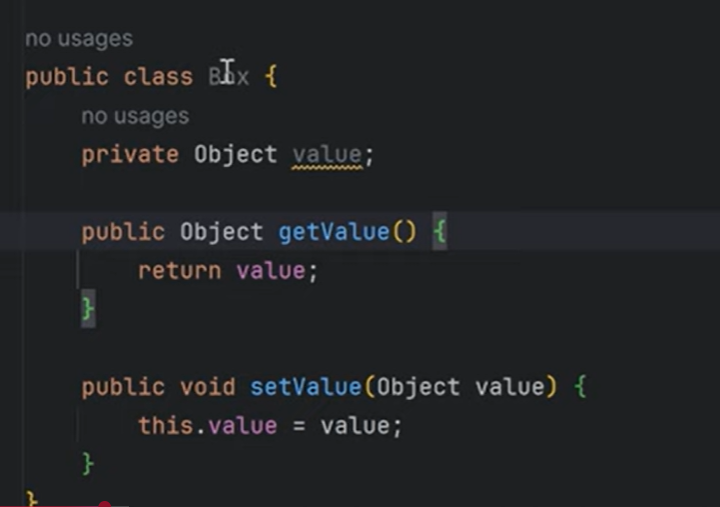 no usages
public class Box {
no usages
private Object value;
public Object getValue() {
return value;
}
public void setValue(Object value) {
this.value = value;
}
}